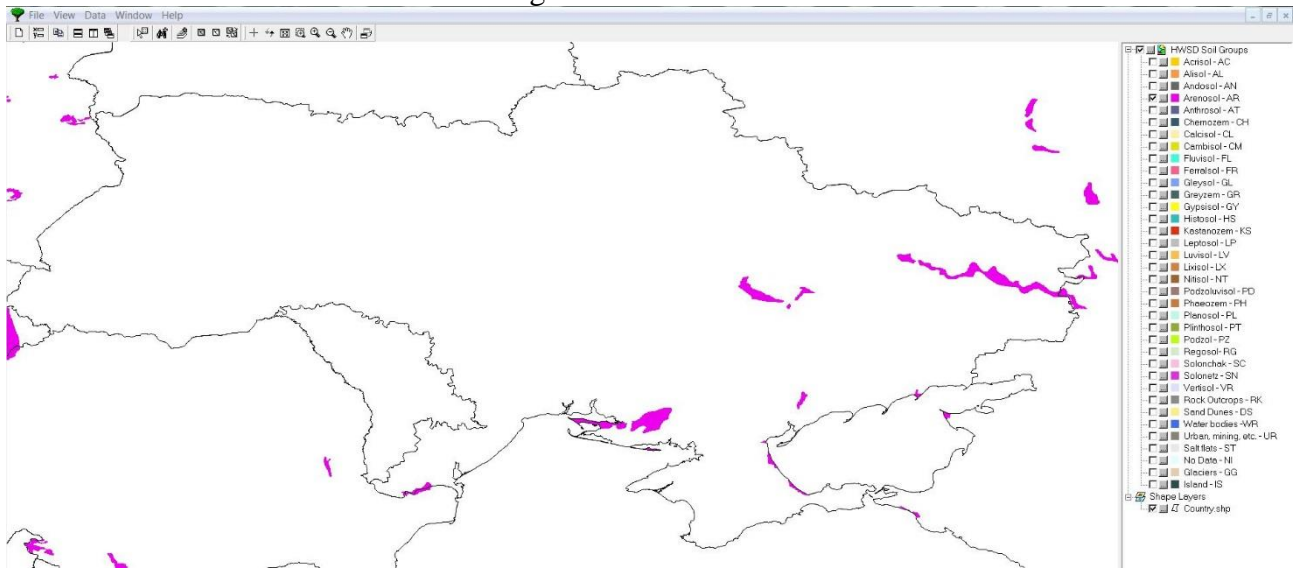 File View Data Window Help
HWSD Soil Groups
Acrisol - AC
Alisol - AL
Andosol - AN
Arenosol - AR
Anthrosol - AT
Chernozem - CH
Calcisol - CL
Cambisol - CM
Fluvisol - FL
Ferralsol - FR
Gleysol - GL
Greyzem - GR
Gypsisol - GY
Histosol - HS
Kastanozem - KS
Leptosol - LP
Luvisol - LV
Lixisol - LX
Nitisol - NT
Podzoluvisol - PD
Phaeozem - PH
Planosol - PL
Plinthosol - PT
Podzol - PZ
Regosol - RG
Solonchak - SC
Solonetz - SN
Vertisol - VR
Rock Outcrops - RK
Sand Dunes - DS
Water bodies -WR
Urban, mining, etc. - UR
Salt flats - ST
No Data - NI
Glaciers - GG
Island - IS
Shape Layers
Country.shp